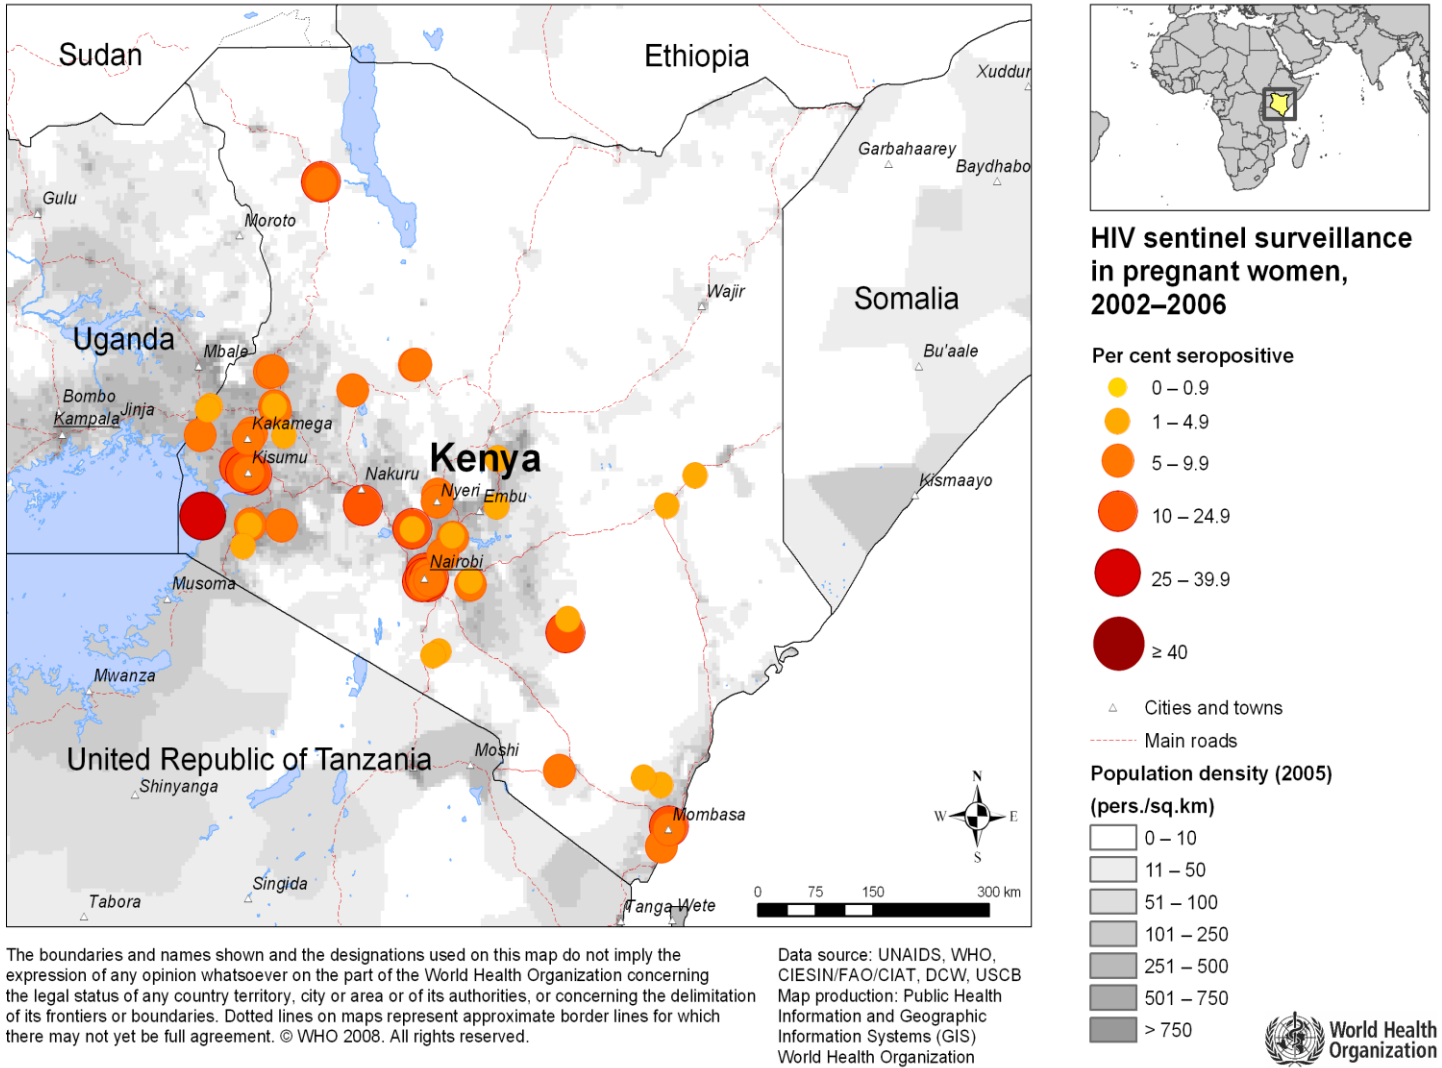 Sudan
Ethiopia
Xuddur
Garbahaarey
Baydhabo
Gulu
Moroto
Wajir
Somalia
Uganda
Mbale
Bu'aale
Bombo
Kampala
Jinja
Kakamega
Kisumu
Kenya
Nakuru
Nyeri
Embu
Kismaayo
Nairobi
Musoma
Mwanza
United Republic of Tanzania
Moshi
Shinyanga
Mombasa
N
W E
S
Singida
Tabora
Tanga
Wete
0 75 150 300 km
HIV sentinel surveillance
in pregnant women,
2002–2006
Per cent seropositive
0 – 0.9
1 – 4.9
5 – 9.9
10 – 24.9
25 – 39.9
≥ 40
Cities and towns
Main roads
Population density (2005)
(pers./sq.km)
0 – 10
11 – 50
51 – 100
101 – 250
251 – 500
501 – 750
> 750
The boundaries and names shown and the designations used on this map do not imply the
expression of any opinion whatsoever on the part of the World Health Organization concerning
the legal status of any country territory, city or area or of its authorities, or concerning the delimitation
of its frontiers or boundaries. Dotted lines on maps represent approximate border lines for which
there may not yet be full agreement. © WHO 2008. All rights reserved.
Data source: UNAIDS, WHO,
CIESIN/FAO/CIAT, DCW, USCB
Map production: Public Health
Information and Geographic
Information Systems (GIS)
World Health Organization
World Health
Organization